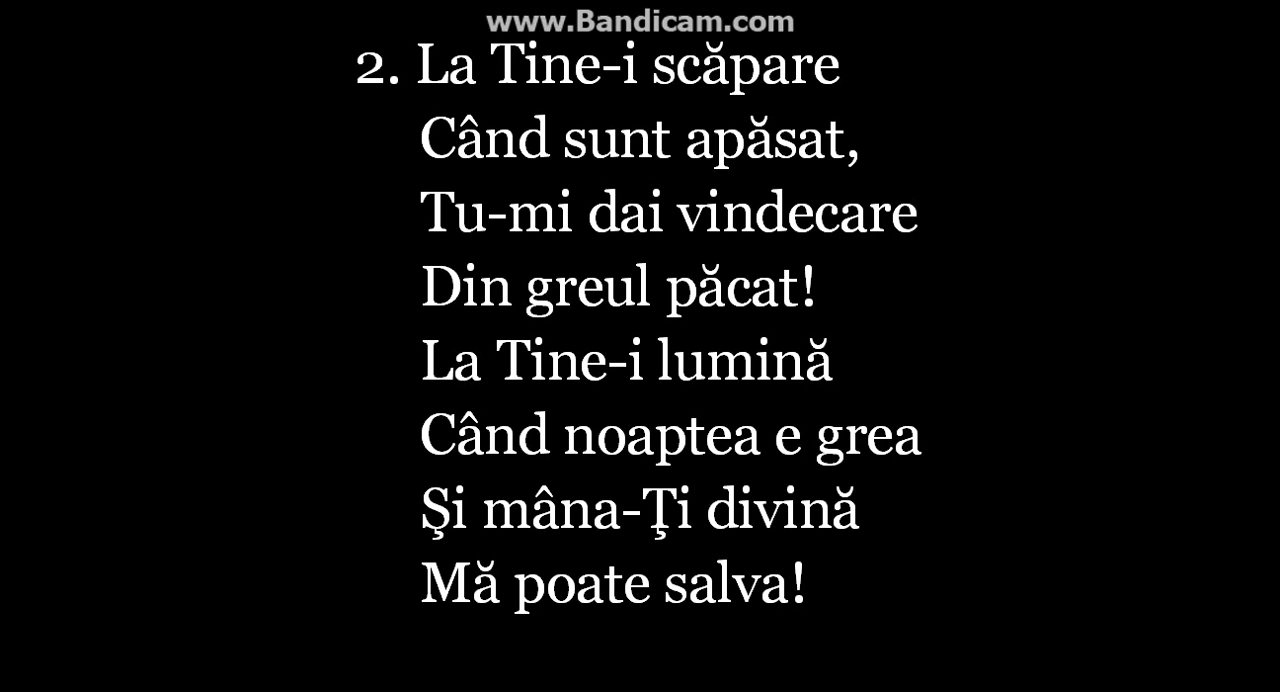 www.Bandicam.com
2. La Tine-i scăpare
Când sunt apăsat,
Tu-mi dai vindecare
Din greul păcat!
La Tine-i lumină
Când noaptea e grea
Şi mâna-Ţi divină
Mă poate salva!